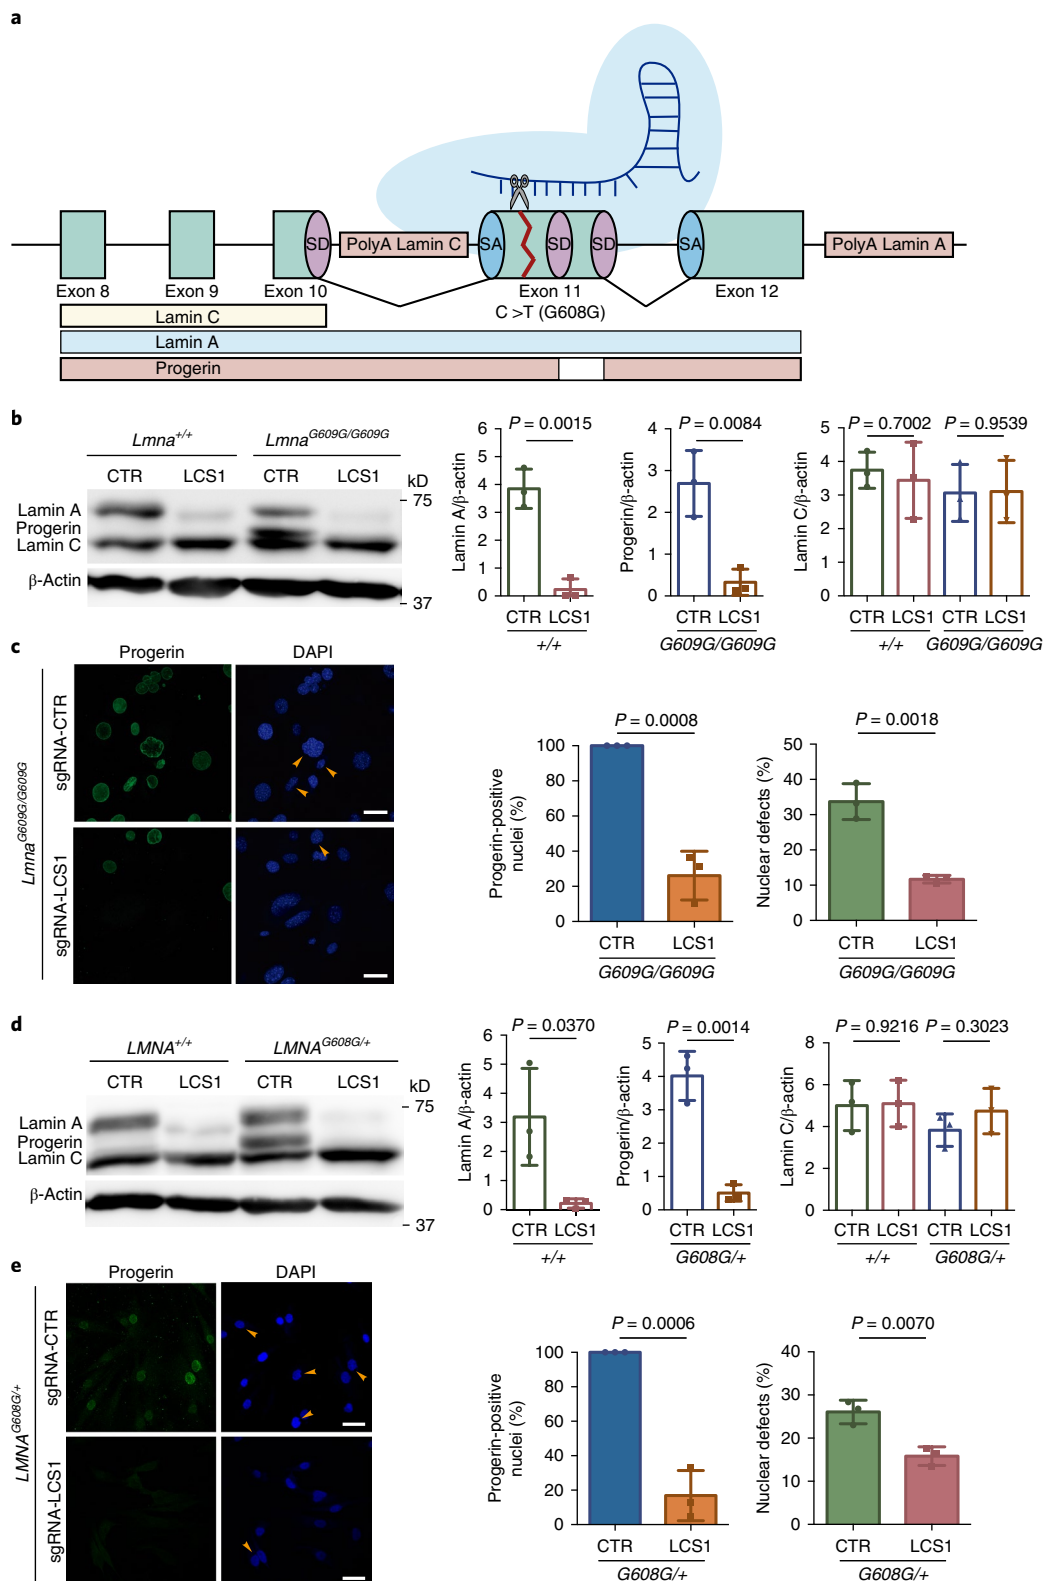 a
SD PolyA Lamin C SA SD SD SA PolyA Lamin A
Exon 8 Exon 9 Exon 10 Exon 11 Exon 12
C >T (G608G)
Lamin C
Lamin A
Progerin
b
Lmna+/+ LmnaG609G/G609G
CTR LCS1 CTR LCS1 kD
75
Lamin A
Progerin
Lamin C
β-Actin
37
P = 0.0015
Lamin A/β-actin
6
5
4
3
2
1
0
CTR LCS1
+/+
P = 0.0084
Progerin/β-actin
4
3
2
1
0
CTR LCS1
G609G/G609G
P = 0.7002 P = 0.9539
Lamin C/β-actin
5
4
3
2
1
0
CTR LCS1 CTR LCS1
+/+ G609G/G609G
c
Progerin DAPI
LmnaG609G/G609G
sgRNA-CTR
sgRNA-LCS1
P = 0.0008
Progerin-positive
nuclei (%)
100
80
60
40
20
0
CTR LCS1
G609G/G609G
P = 0.0018
Nuclear defects (%)
50
40
30
20
10
0
CTR LCS1
G609G/G609G
d
LMNA+/+ LMNAG608G/+
CTR LCS1 CTR LCS1 kD
75
Lamin A
Progerin
Lamin C
β-Actin
37
P = 0.0370
Lamin A/β-actin
6
5
4
3
2
1
0
CTR LCS1
+/+
P = 0.0014
Progerin/β-actin
5
4
3
2
1
0
CTR LCS1
G608G/+
P = 0.9216 P = 0.3023
Lamin C/β-actin
8
6
4
2
0
CTR LCS1 CTR LCS1
+/+ G608G/+
e
Progerin DAPI
LMNAG608G/+
sgRNA-CTR
sgRNA-LCS1
P = 0.0006
Progerin-positive
nuclei (%)
100
80
60
40
20
0
CTR LCS1
G608G/+
P = 0.0070
Nuclear defects (%)
40
30
20
10
0
CTR LCS1
G608G/+